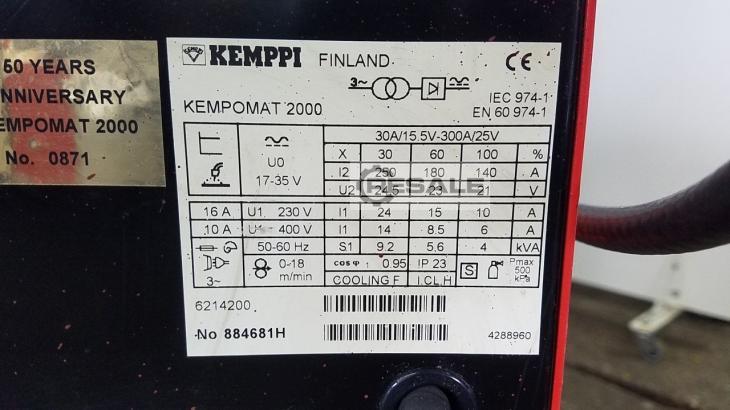 50 YEARS
NNIVERSARY
EMPOMAT 2000
No. 0871
KEMPPI FINLAND CE
3~
IEC 974-1
EN 60 974-1
KEMPOMAT 2000
30A/15.5V-300A/25V
X 30 60 100 %
U0
17-35 V
I2 250 180 140 A
U2 24.5 23 21 V
RESALE
16 A U1 230 V I1 24 15 10 A
10 A U1 400 V I1 14 8.5 6 A
50-60 Hz S1 9.2 5.6 4 kVA
3~
0-18
m/min
cos φ : 0.95 IP 23
COOLING F I.CL.H
S
Pmax
500
kPa
6214200
No 884681H
4288960